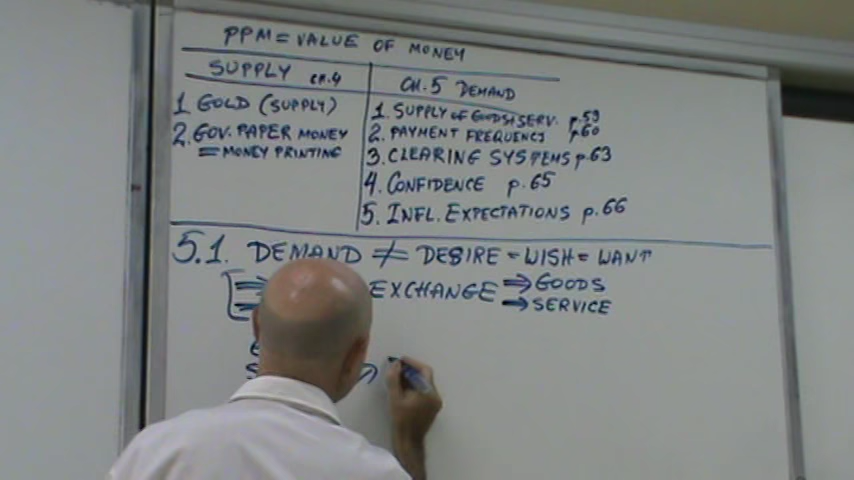 PPM = VALUE OF MONEY
SUPPLY CH.4
CH. 5 DEMAND
1 GOLD (SUPPLY)
2. GOV. PAPER MONEY
= MONEY PRINTING
1. SUPPLY OF GOODS+SERV. p.59
2. PAYMENT FREQUENCY p.60
3. CLEARING SYSTEMS p.63
4. CONFIDENCE p.65
5. INFL. EXPECTATIONS p.66
5.1. DEMAND ≠ DESIRE = WISH = WANT
EXCHANGE ⇒ GOODS
→ SERVICE